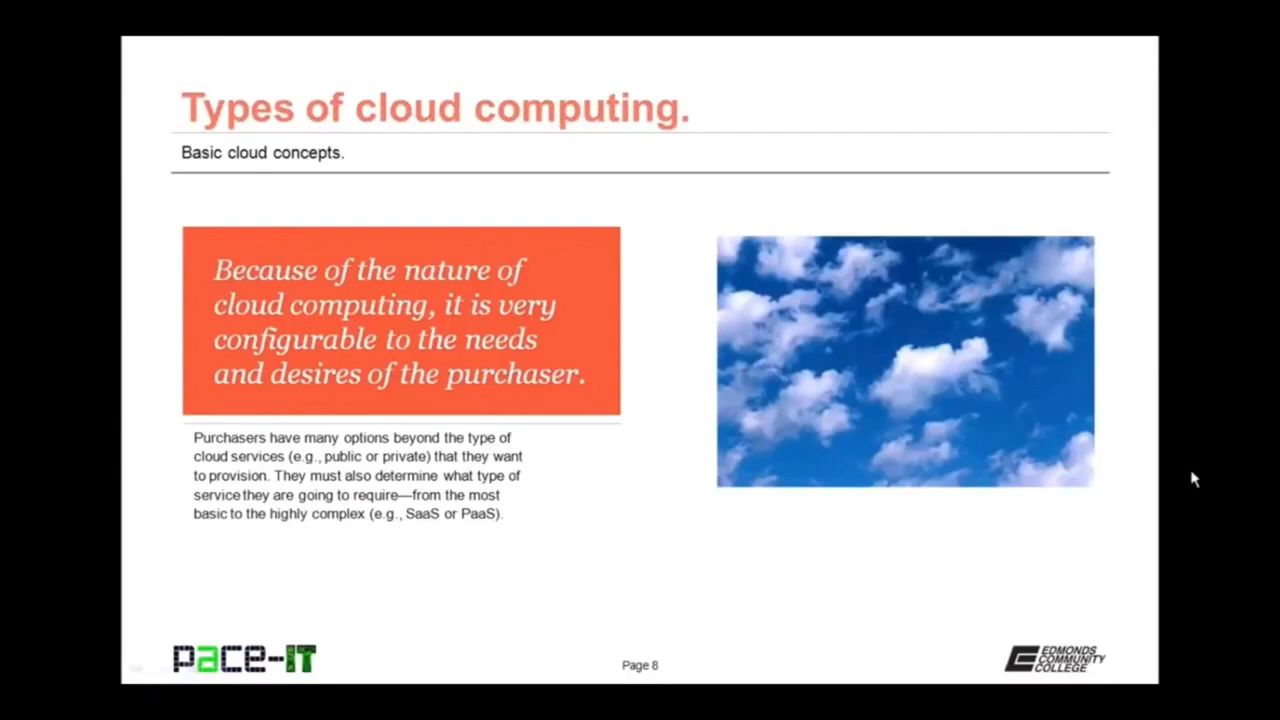 Types of cloud computing.
Basic cloud concepts.
Because of the nature of
cloud computing, it is very
configurable to the needs
and desires of the purchaser.
Purchasers have many options beyond the type of
cloud services (e.g., public or private) that they want
to provision. They must also determine what type of
service they are going to require—from the most
basic to the highly complex (e.g., SaaS or PaaS).
pace-IT
Page 8
EDMONDS
COMMUNITY
COLLEGE